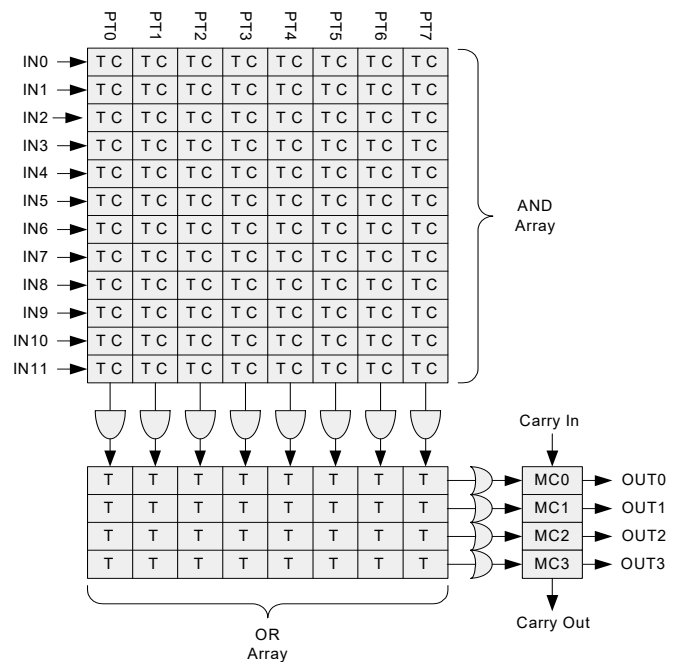 PT0 PT1 PT2 PT3 PT4 PT5 PT6 PT7
IN0 T C T C T C T C T C T C T C T C
IN1 T C T C T C T C T C T C T C T C
IN2 T C T C T C T C T C T C T C T C
IN3 T C T C T C T C T C T C T C T C
IN4 T C T C T C T C T C T C T C T C
IN5 T C T C T C T C T C T C T C T C
IN6 T C T C T C T C T C T C T C T C
IN7 T C T C T C T C T C T C T C T C
IN8 T C T C T C T C T C T C T C T C
IN9 T C T C T C T C T C T C T C T C
IN10 T C T C T C T C T C T C T C T C
IN11 T C T C T C T C T C T C T C T C
AND
Array
Carry In
T T T T T T T T MC0 OUT0
T T T T T T T T MC1 OUT1
T T T T T T T T MC2 OUT2
T T T T T T T T MC3 OUT3
Carry Out
OR
Array